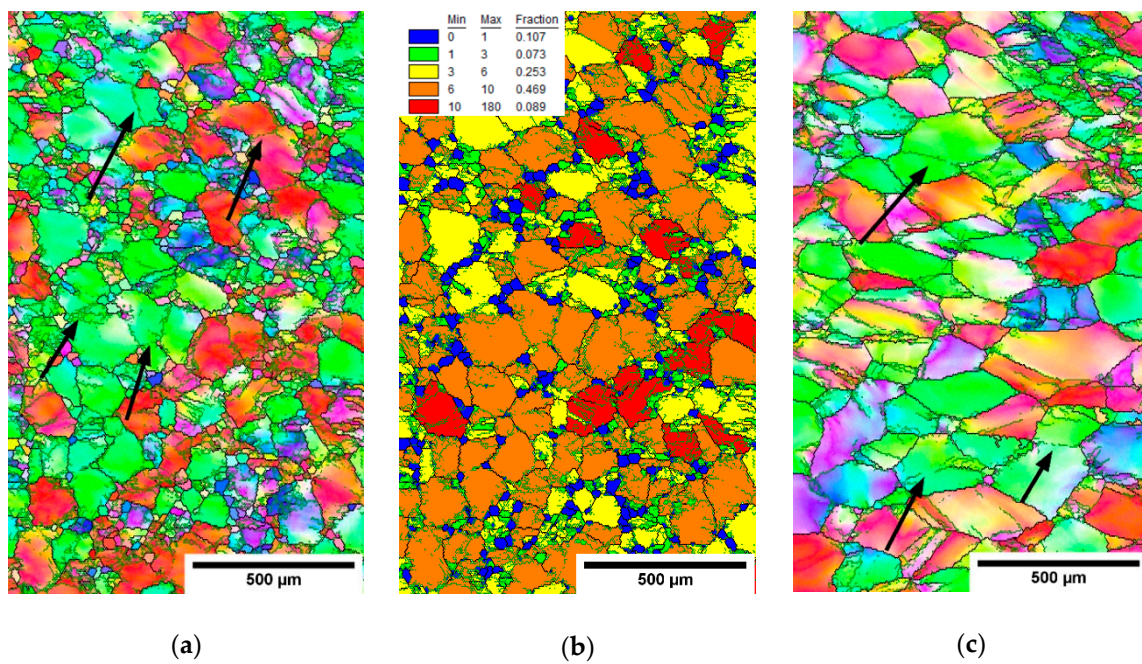 Min Max Fraction
0 1 0.107
1 3 0.073
3 6 0.253
6 10 0.469
10 180 0.089
500 µm
500 µm
500 µm
(a)
(b)
(c)